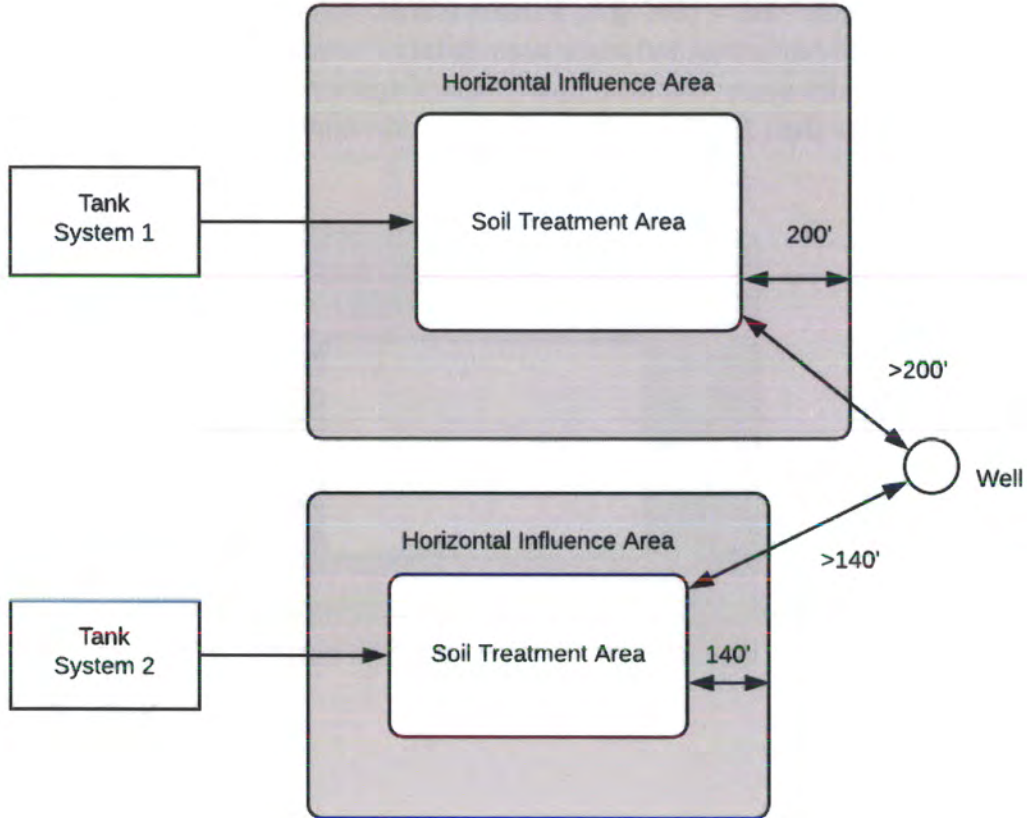 Horizontal Influence Area
Tank
System 1
Soil Treatment Area
200'
>200'
Well
Horizontal Influence Area
>140'
Tank
System 2
Soil Treatment Area
140'